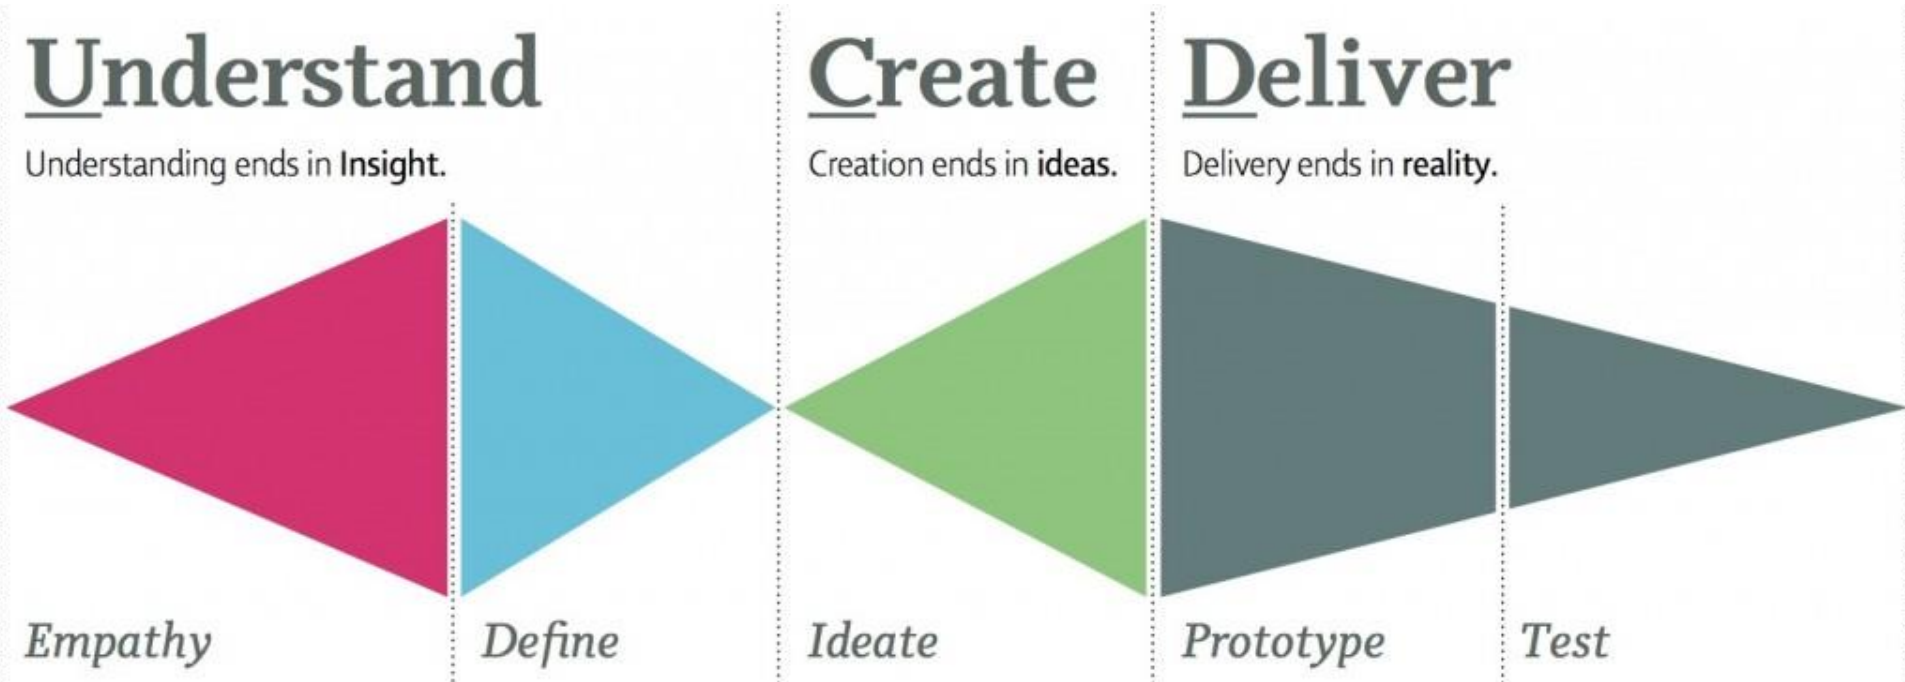 Understand
Understanding ends in Insight.
Create
Creation ends in ideas.
Deliver
Delivery ends in reality.
Empathy
Define
Ideate
Prototype
Test